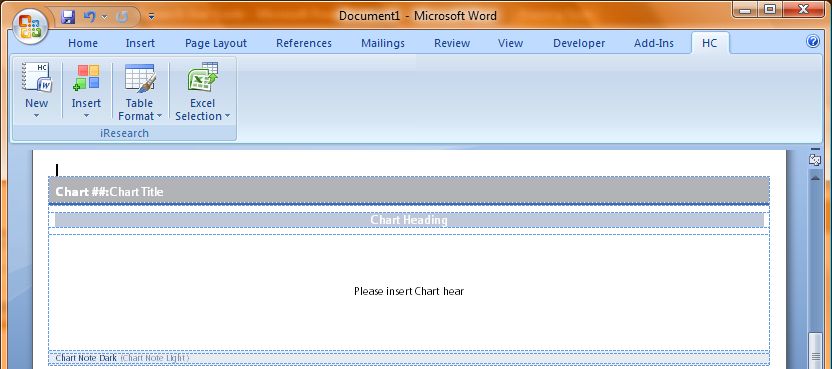 Document1 - Microsoft Word
Home Insert Page Layout References Mailings Review View Developer Add-Ins HC
HC
New Insert Table Format Excel Selection
iResearch
Chart ##:Chart Title
Chart Heading
Please insert Chart hear
Chart Note Dark (Chart Note Light)